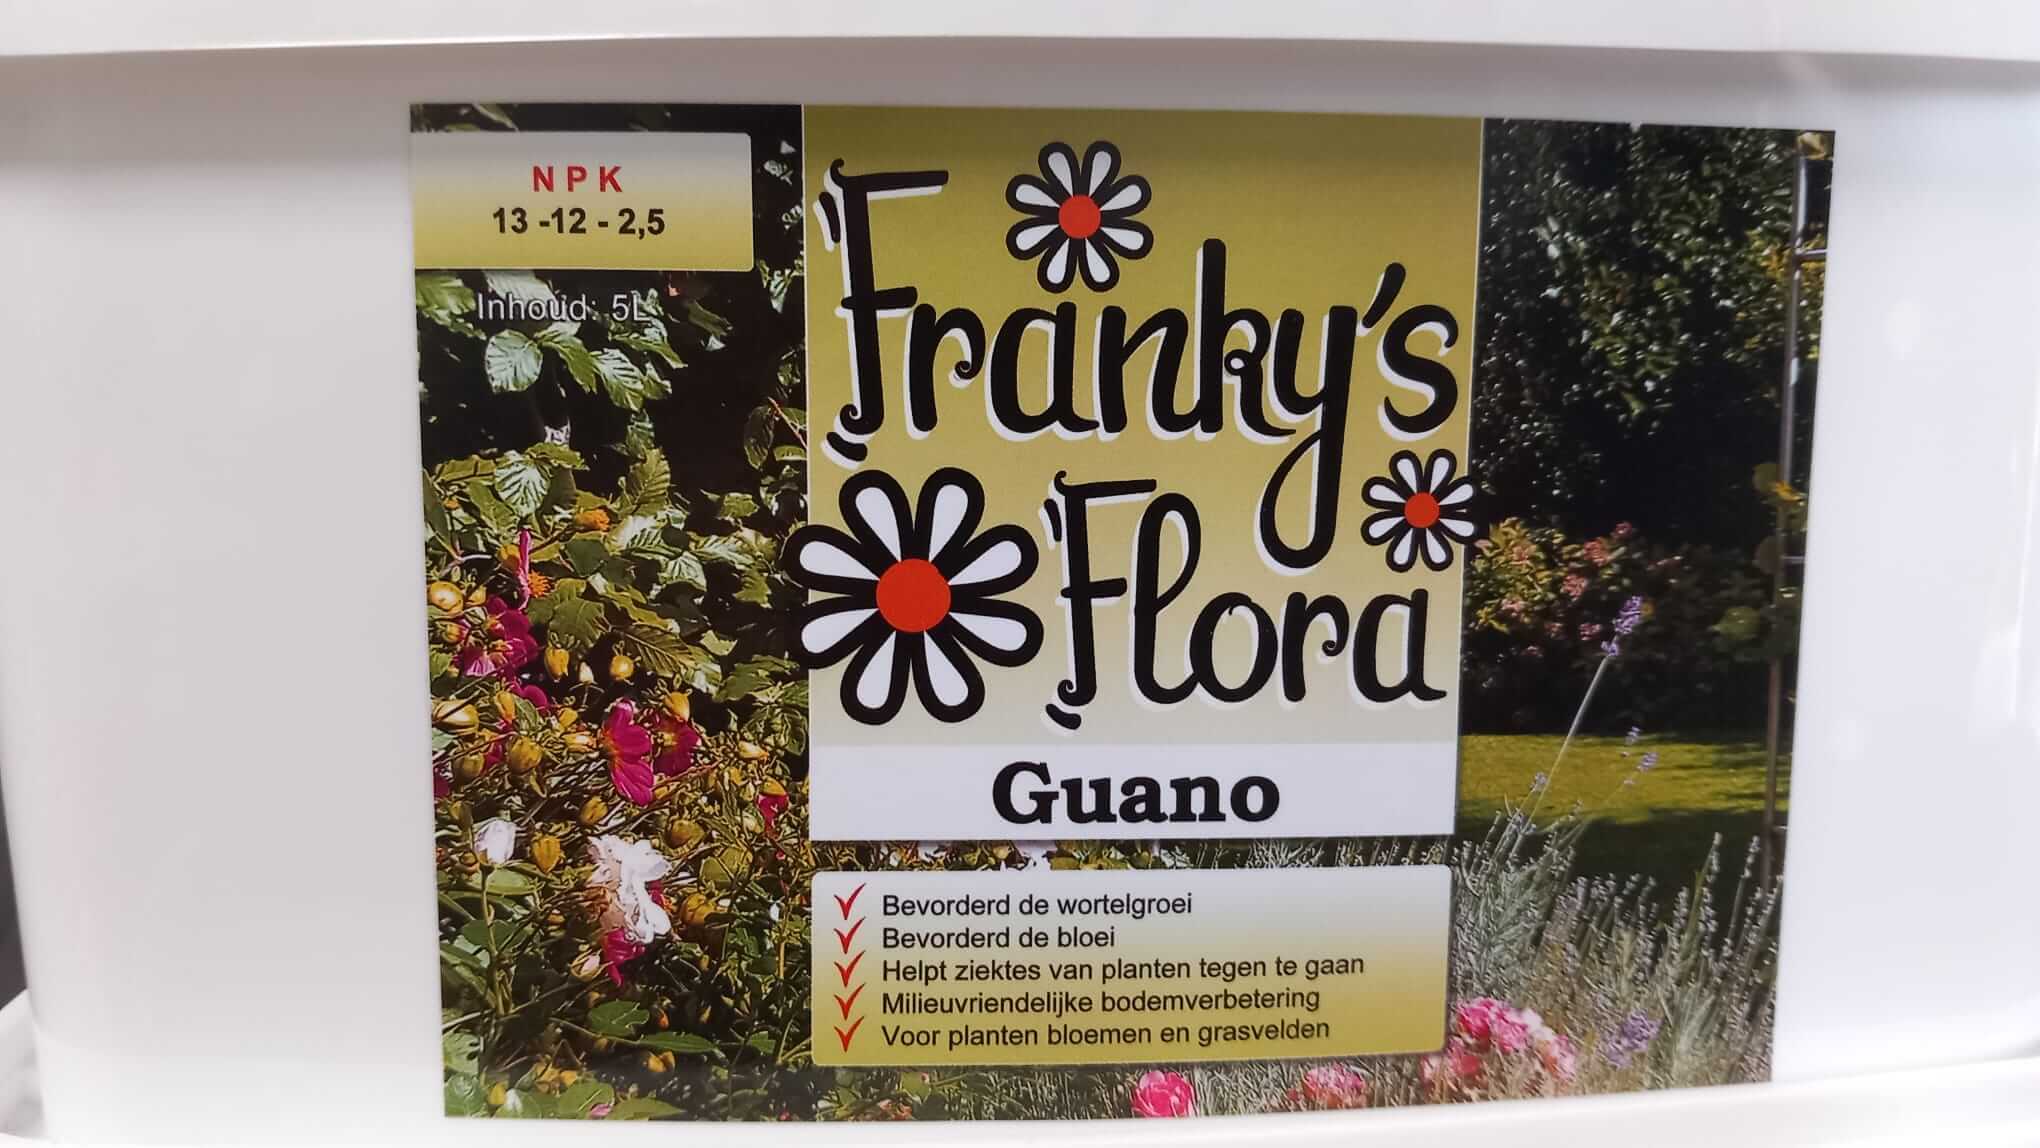 N P K
13 -12 - 2,5
Inhoud: 5L
Franky's
Flora
Guano
Bevorderd de wortelgroei
Bevorderd de bloei
Helpt ziektes van planten tegen te gaan
Milieuvriendelijke bodemverbetering
Voor planten bloemen en grasvelden